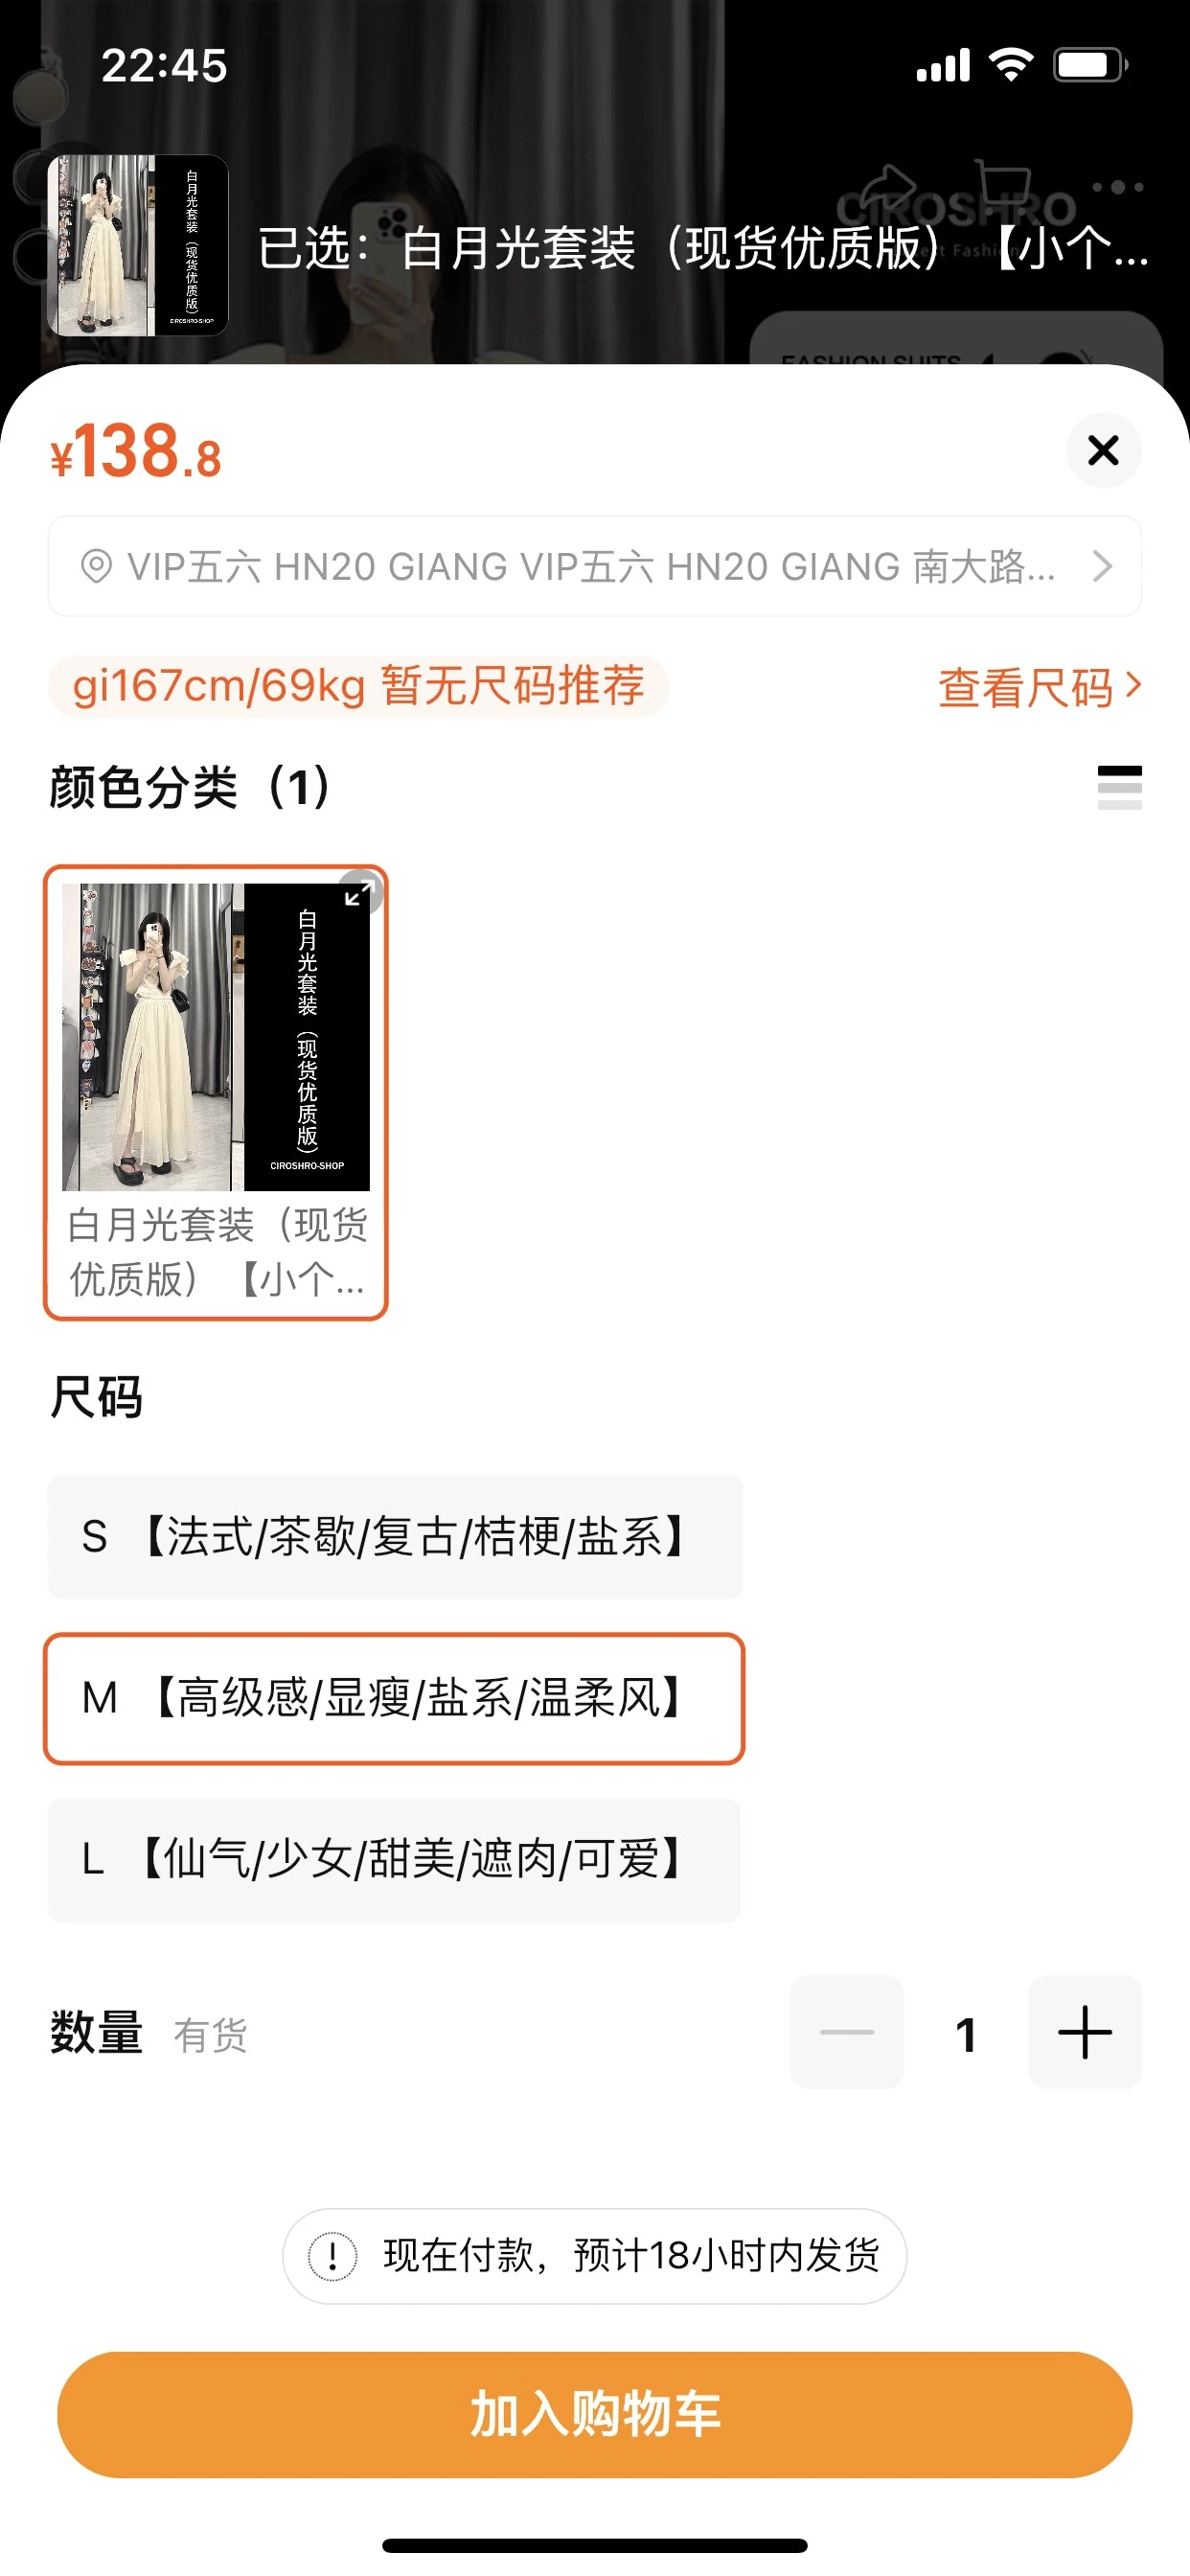 22:45
CIROSHRO
白月光套装（现货优质版）
CIROSHRO-SHOP
已选：白月光套装（现货优质版）【小个...
FASHION SUITS
¥138.8
VIP五六 HN20 GIANG VIP五六 HN20 GIANG 南大路...
gi167cm/69kg 暂无尺码推荐
查看尺码
颜色分类（1）
白月光套装（现货优质版）
CIROSHRO-SHOP
白月光套装（现货
优质版）【小个...
尺码
S 【法式/茶歇/复古/桔梗/盐系】
M 【高级感/显瘦/盐系/温柔风】
L 【仙气/少女/甜美/遮肉/可爱】
数量 有货
1
现在付款，预计18小时内发货
加入购物车